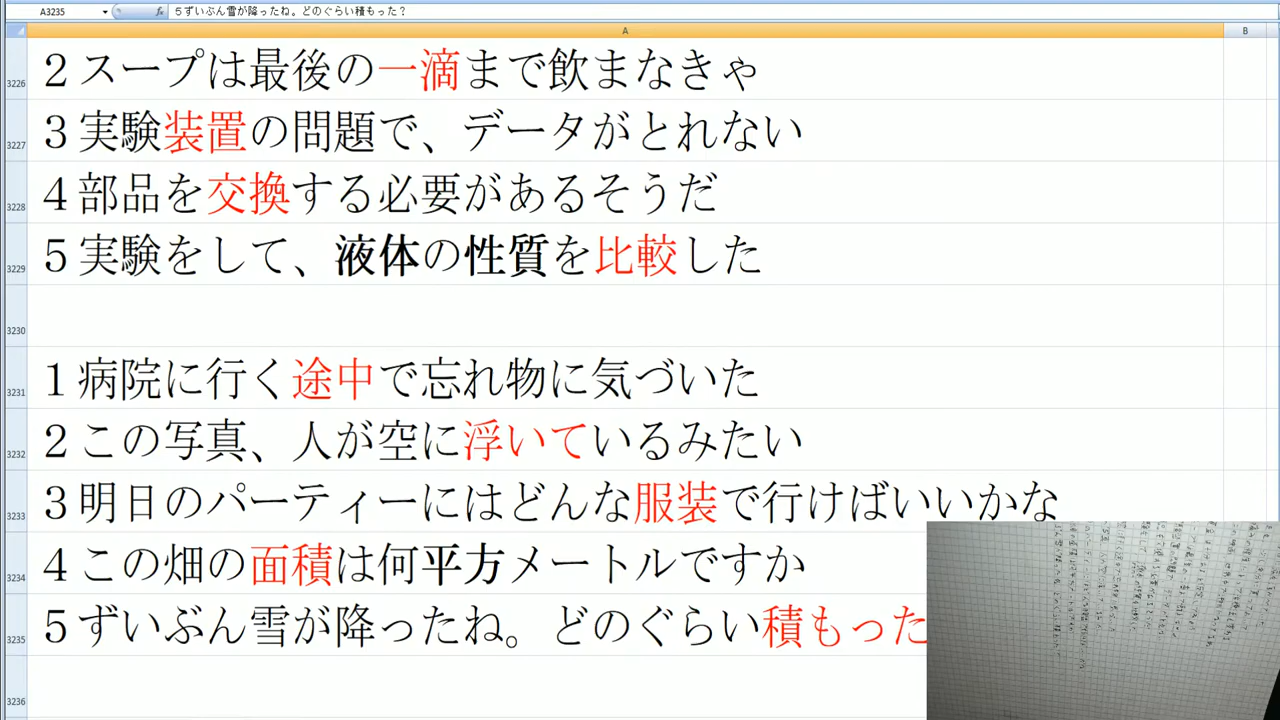 A3235
fx
５ずいぶん雪が降ったね。どのぐらい積もった？
A B
3226 ２スープは最後の一滴まで飲まなきゃ
3227 ３実験装置の問題で、データがとれない
3228 ４部品を交換する必要があるそうだ
3229 ５実験をして、液体の性質を比較した
3230
3231 １病院に行く途中で忘れ物に気づいた
3232 ２この写真、人が空に浮いているみたい
3233 ３明日のパーティーにはどんな服装で行けばいいかな
3234 ４この畑の面積は何平方メートルですか
3235 ５ずいぶん雪が降ったね。どのぐらい積もった
3236